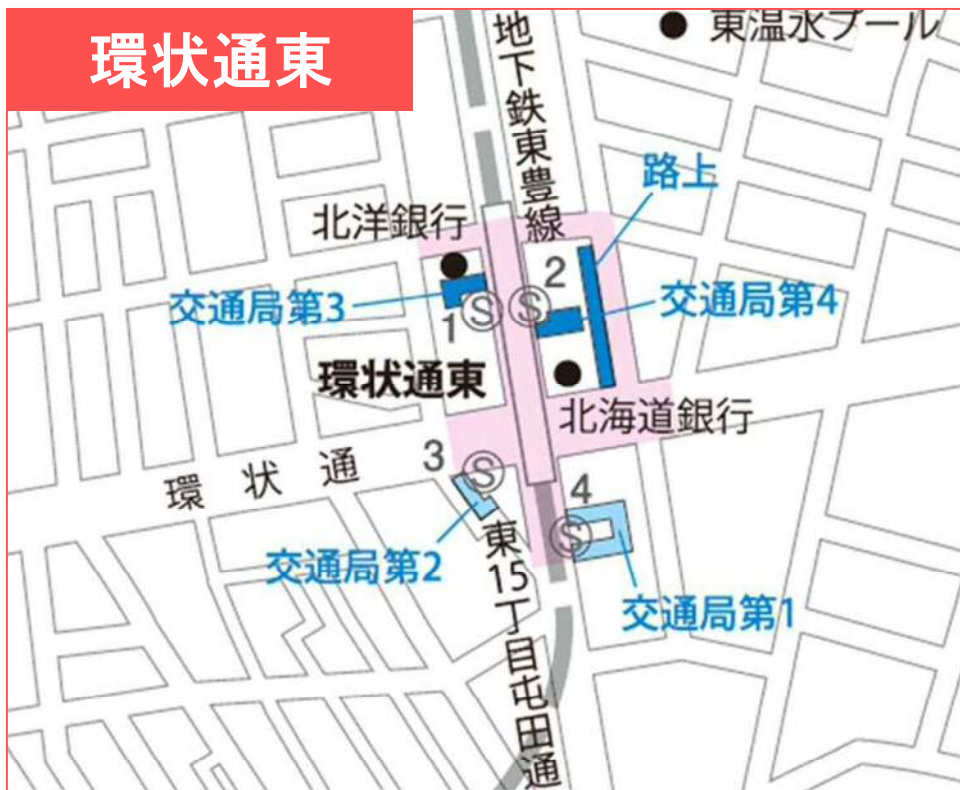 環状通東
東温水プール
地下鉄東豊線
路上
北洋銀行
2
交通局第3
S
S
交通局第4
1
環状通東
北海道銀行
3
S
環状通
4
S
交通局第2
東15丁目屯田通
交通局第1